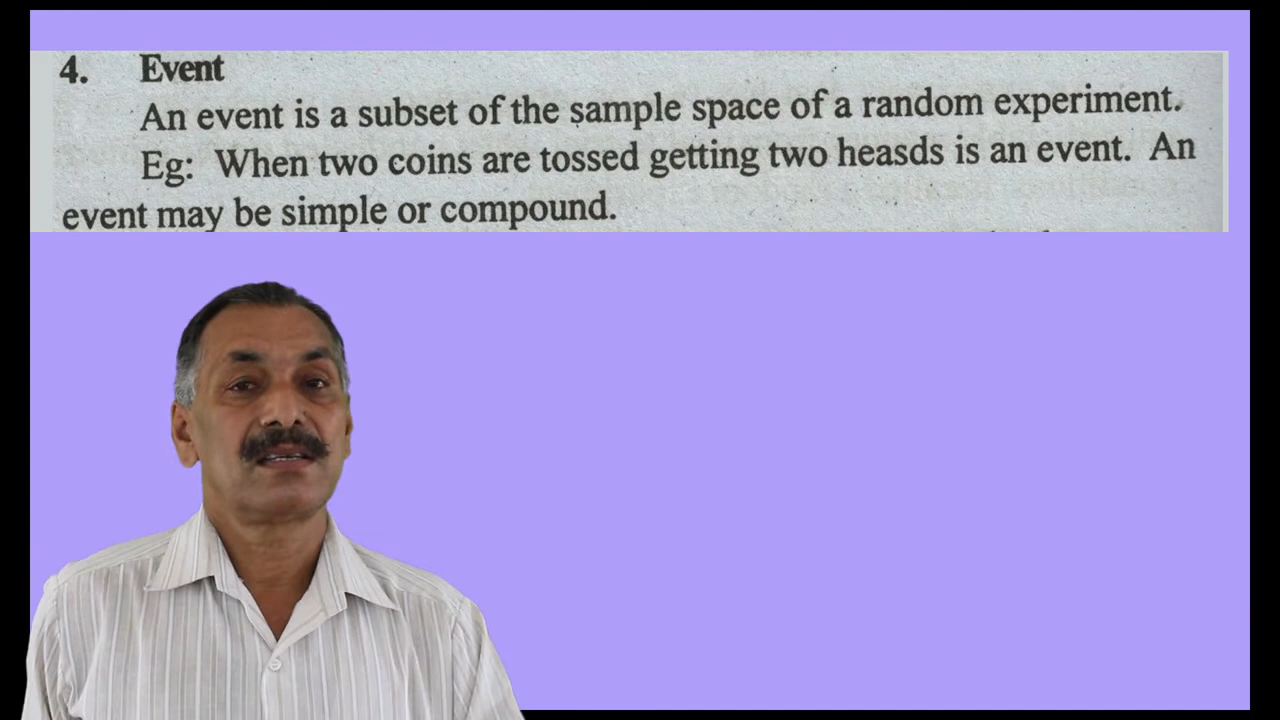 4. Event
An event is a subset of the sample space of a random experiment.
Eg: When two coins are tossed getting two heasds is an event. An
event may be simple or compound.